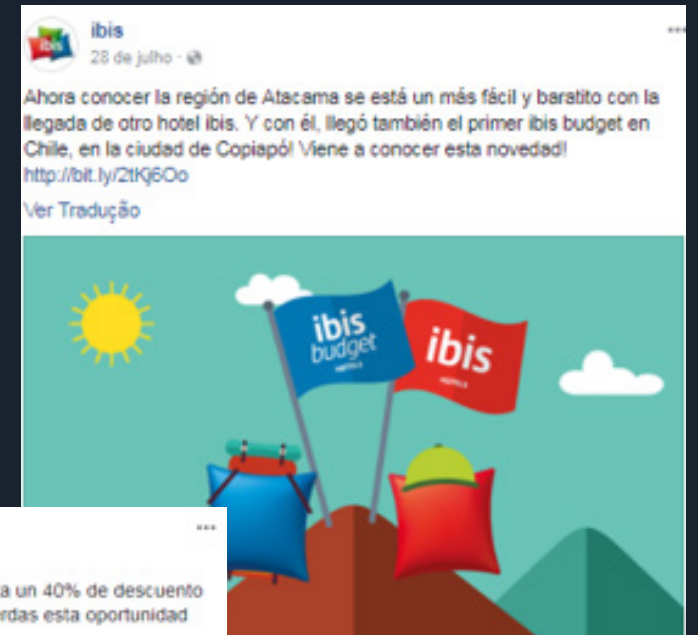 ibis
28 de julho ·
Ahora conocer la región de Atacama se está un más fácil y baratito con la
llegada de otro hotel ibis. Y con él, llegó también el primer ibis budget en
Chile, en la ciudad de Copiapó! Viene a conocer esta novedad!
http://bit.ly/2tKj6Oo
Ver Tradução
ibis
budget
HOTELS
ibis
HOTELS
a un 40% de descuento
rdas esta oportunidad